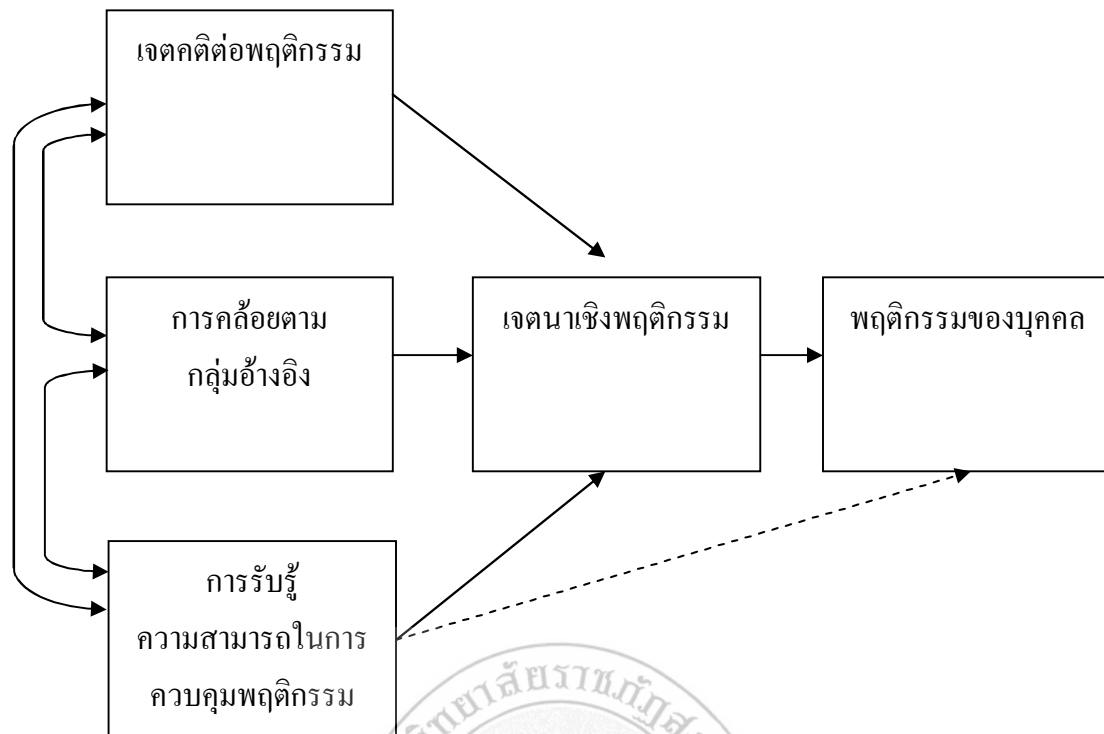 เจตคติต่อพฤติกรรม
การคล้อยตาม
กลุ่มอ้างอิง
เจตนาเชิงพฤติกรรม
พฤติกรรมของบุคคล
การรับรู้
ความสามารถในการ
ควบคุมพฤติกรรม